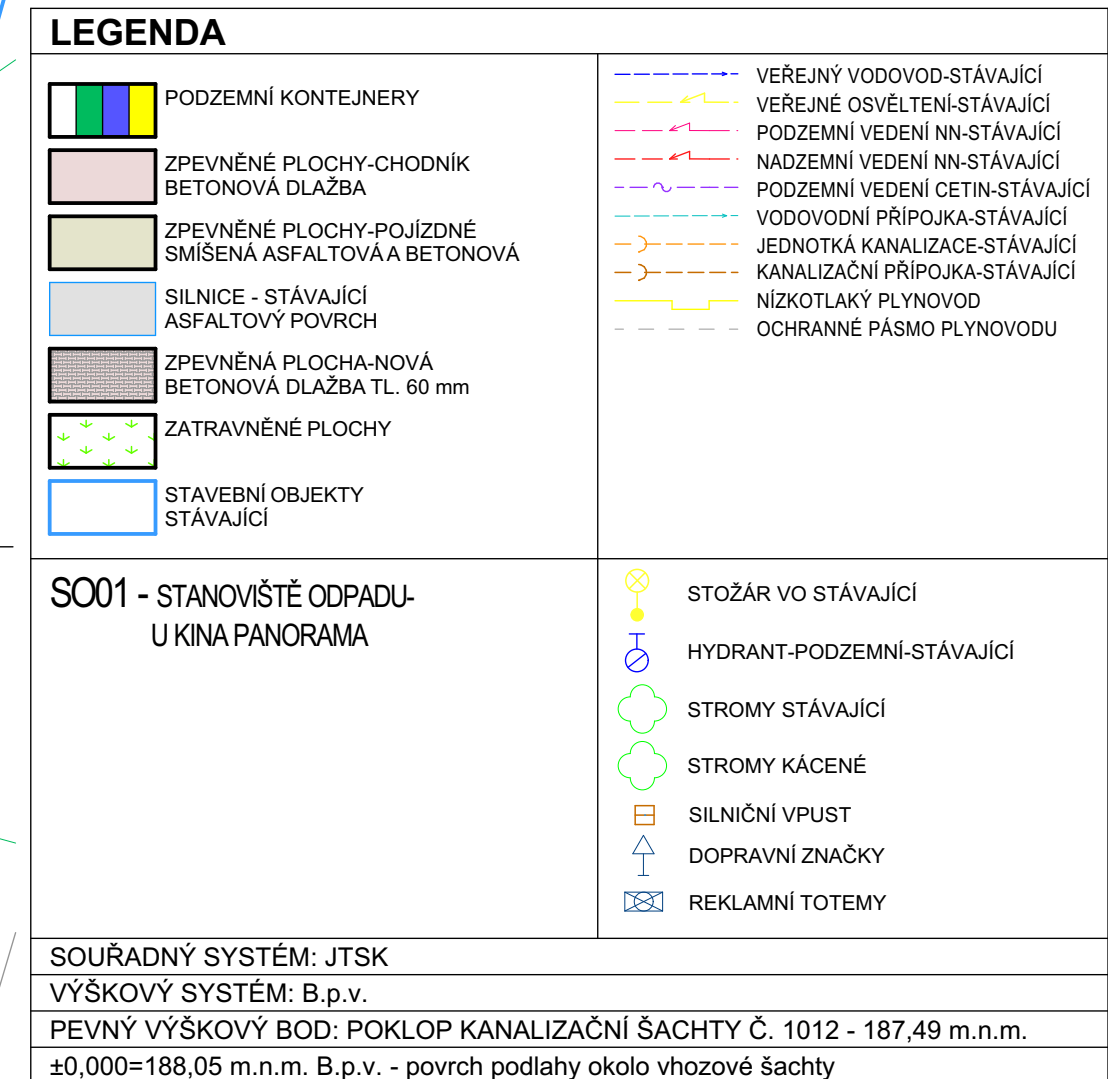 LEGENDA
PODZEMNÍ KONTEJNERY
ZPEVNĚNÉ PLOCHY-CHODNÍK
BETONOVÁ DLAŽBA
ZPEVNĚNÉ PLOCHY-POJÍZDNÉ
SMÍŠENÁ ASFALTOVÁ A BETONOVÁ
SILNICE - STÁVAJÍCÍ
ASFALTOVÝ POVRCH
ZPEVNĚNÁ PLOCHA-NOVÁ
BETONOVÁ DLAŽBA TL. 60 mm
ZATRAVNĚNÉ PLOCHY
STAVEBNÍ OBJEKTY
STÁVAJÍCÍ
VEŘEJNÝ VODOVOD-STÁVAJÍCÍ
VEŘEJNÉ OSVĚLTENÍ-STÁVAJÍCÍ
PODZEMNÍ VEDENÍ NN-STÁVAJÍCÍ
NADZEMNÍ VEDENÍ NN-STÁVAJÍCÍ
PODZEMNÍ VEDENÍ CETIN-STÁVAJÍCÍ
VODOVODNÍ PŘÍPOJKA-STÁVAJÍCÍ
JEDNOTKÁ KANALIZACE-STÁVAJÍCÍ
KANALIZAČNÍ PŘÍPOJKA-STÁVAJÍCÍ
NÍZKOTLAKÝ PLYNOVOD
OCHRANNÉ PÁSMO PLYNOVODU
SO01 - STANOVIŠTĚ ODPADU-
U KINA PANORAMA
STOŽÁR VO STÁVAJÍCÍ
HYDRANT-PODZEMNÍ-STÁVAJÍCÍ
STROMY STÁVAJÍCÍ
STROMY KÁCENÉ
SILNIČNÍ VPUST
DOPRAVNÍ ZNAČKY
REKLAMNÍ TOTEMY
SOUŘADNÝ SYSTÉM: JTSK
VÝŠKOVÝ SYSTÉM: B.p.v.
PEVNÝ VÝŠKOVÝ BOD: POKLOP KANALIZAČNÍ ŠACHTY Č. 1012 - 187,49 m.n.m.
±0,000=188,05 m.n.m. B.p.v. - povrch podlahy okolo vhozové šachty